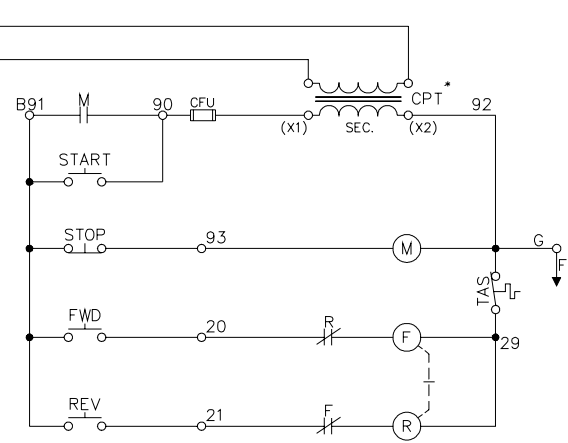 CPT *
B91 M 90 CFU 92
(X1) SEC. (X2)
START
STOP 93 M G
F
TAS
FWD 20 R F 29
REV 21 F R